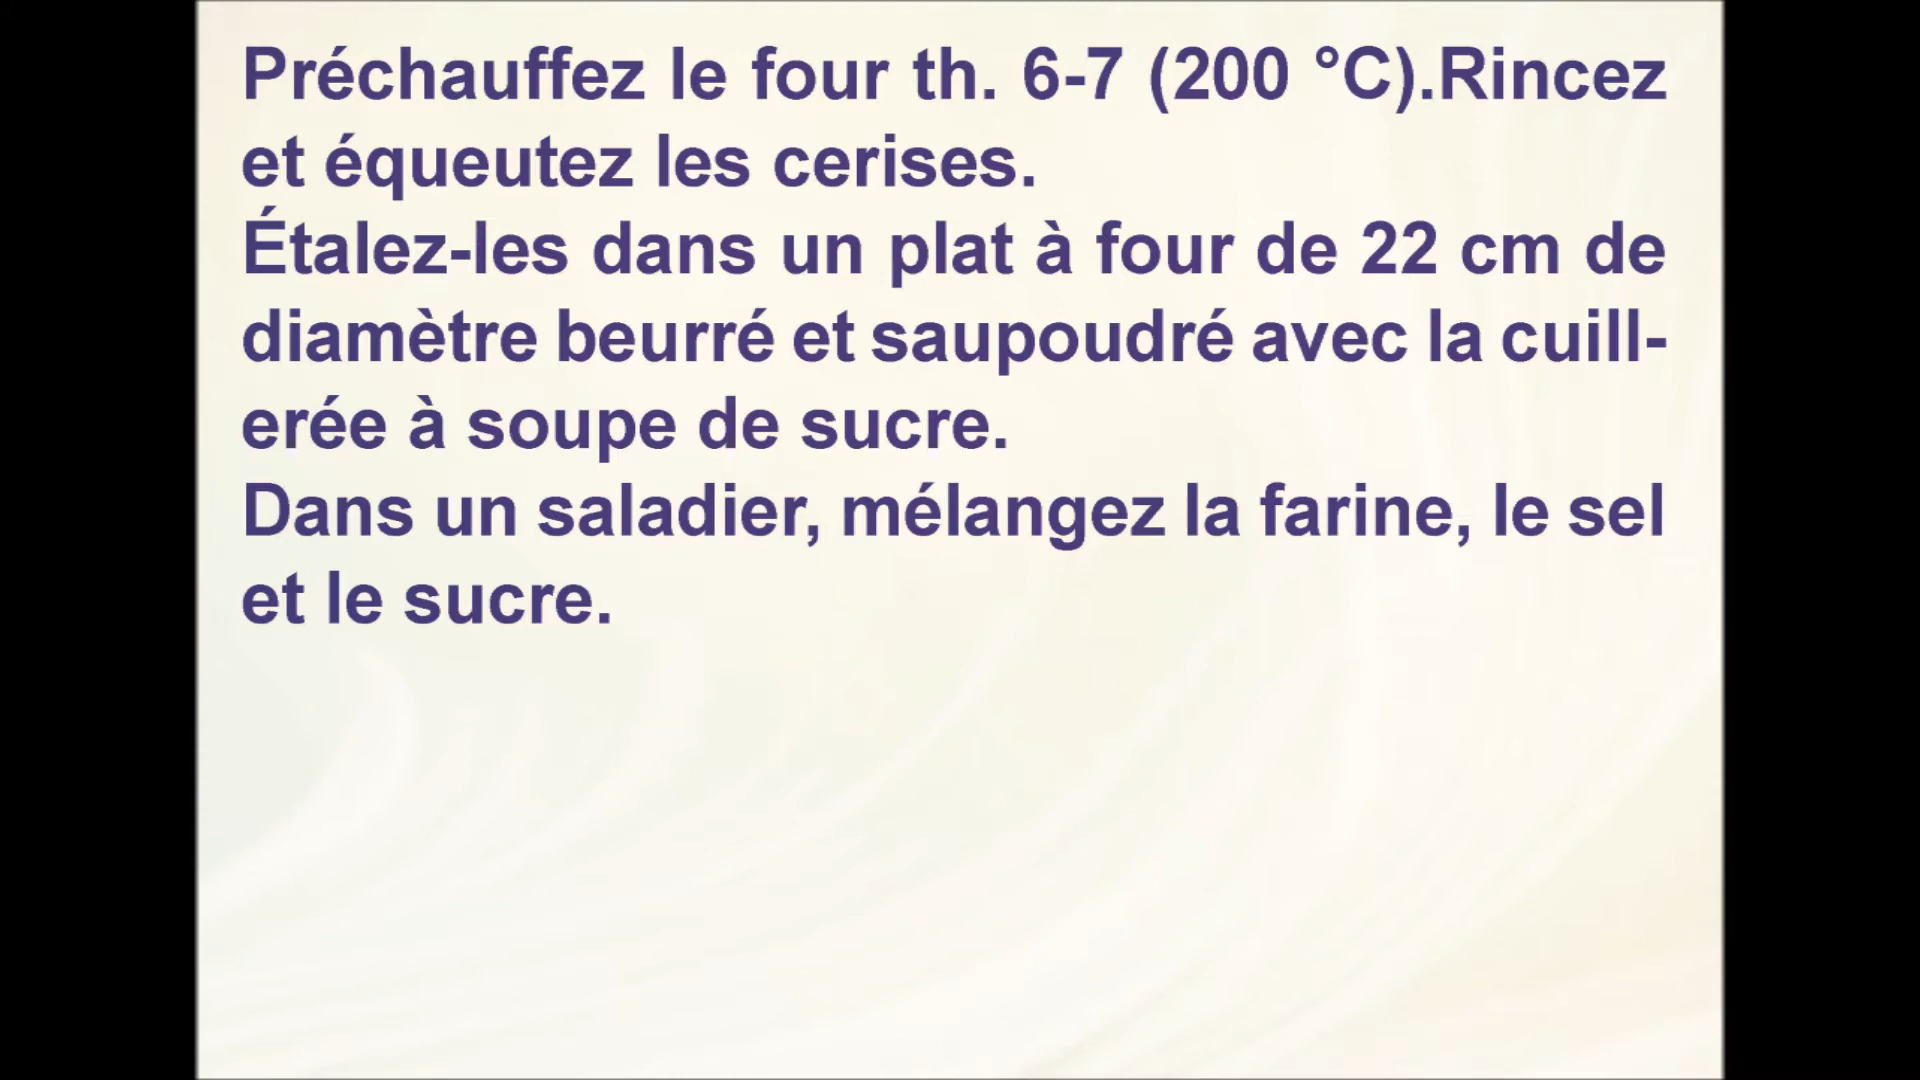 Préchauffez le four th. 6-7 (200 °C).Rincez
et équeutez les cerises.
Étalez-les dans un plat à four de 22 cm de
diamètre beurré et saupoudré avec la cuill-
erée à soupe de sucre.
Dans un saladier, mélangez la farine, le sel
et le sucre.